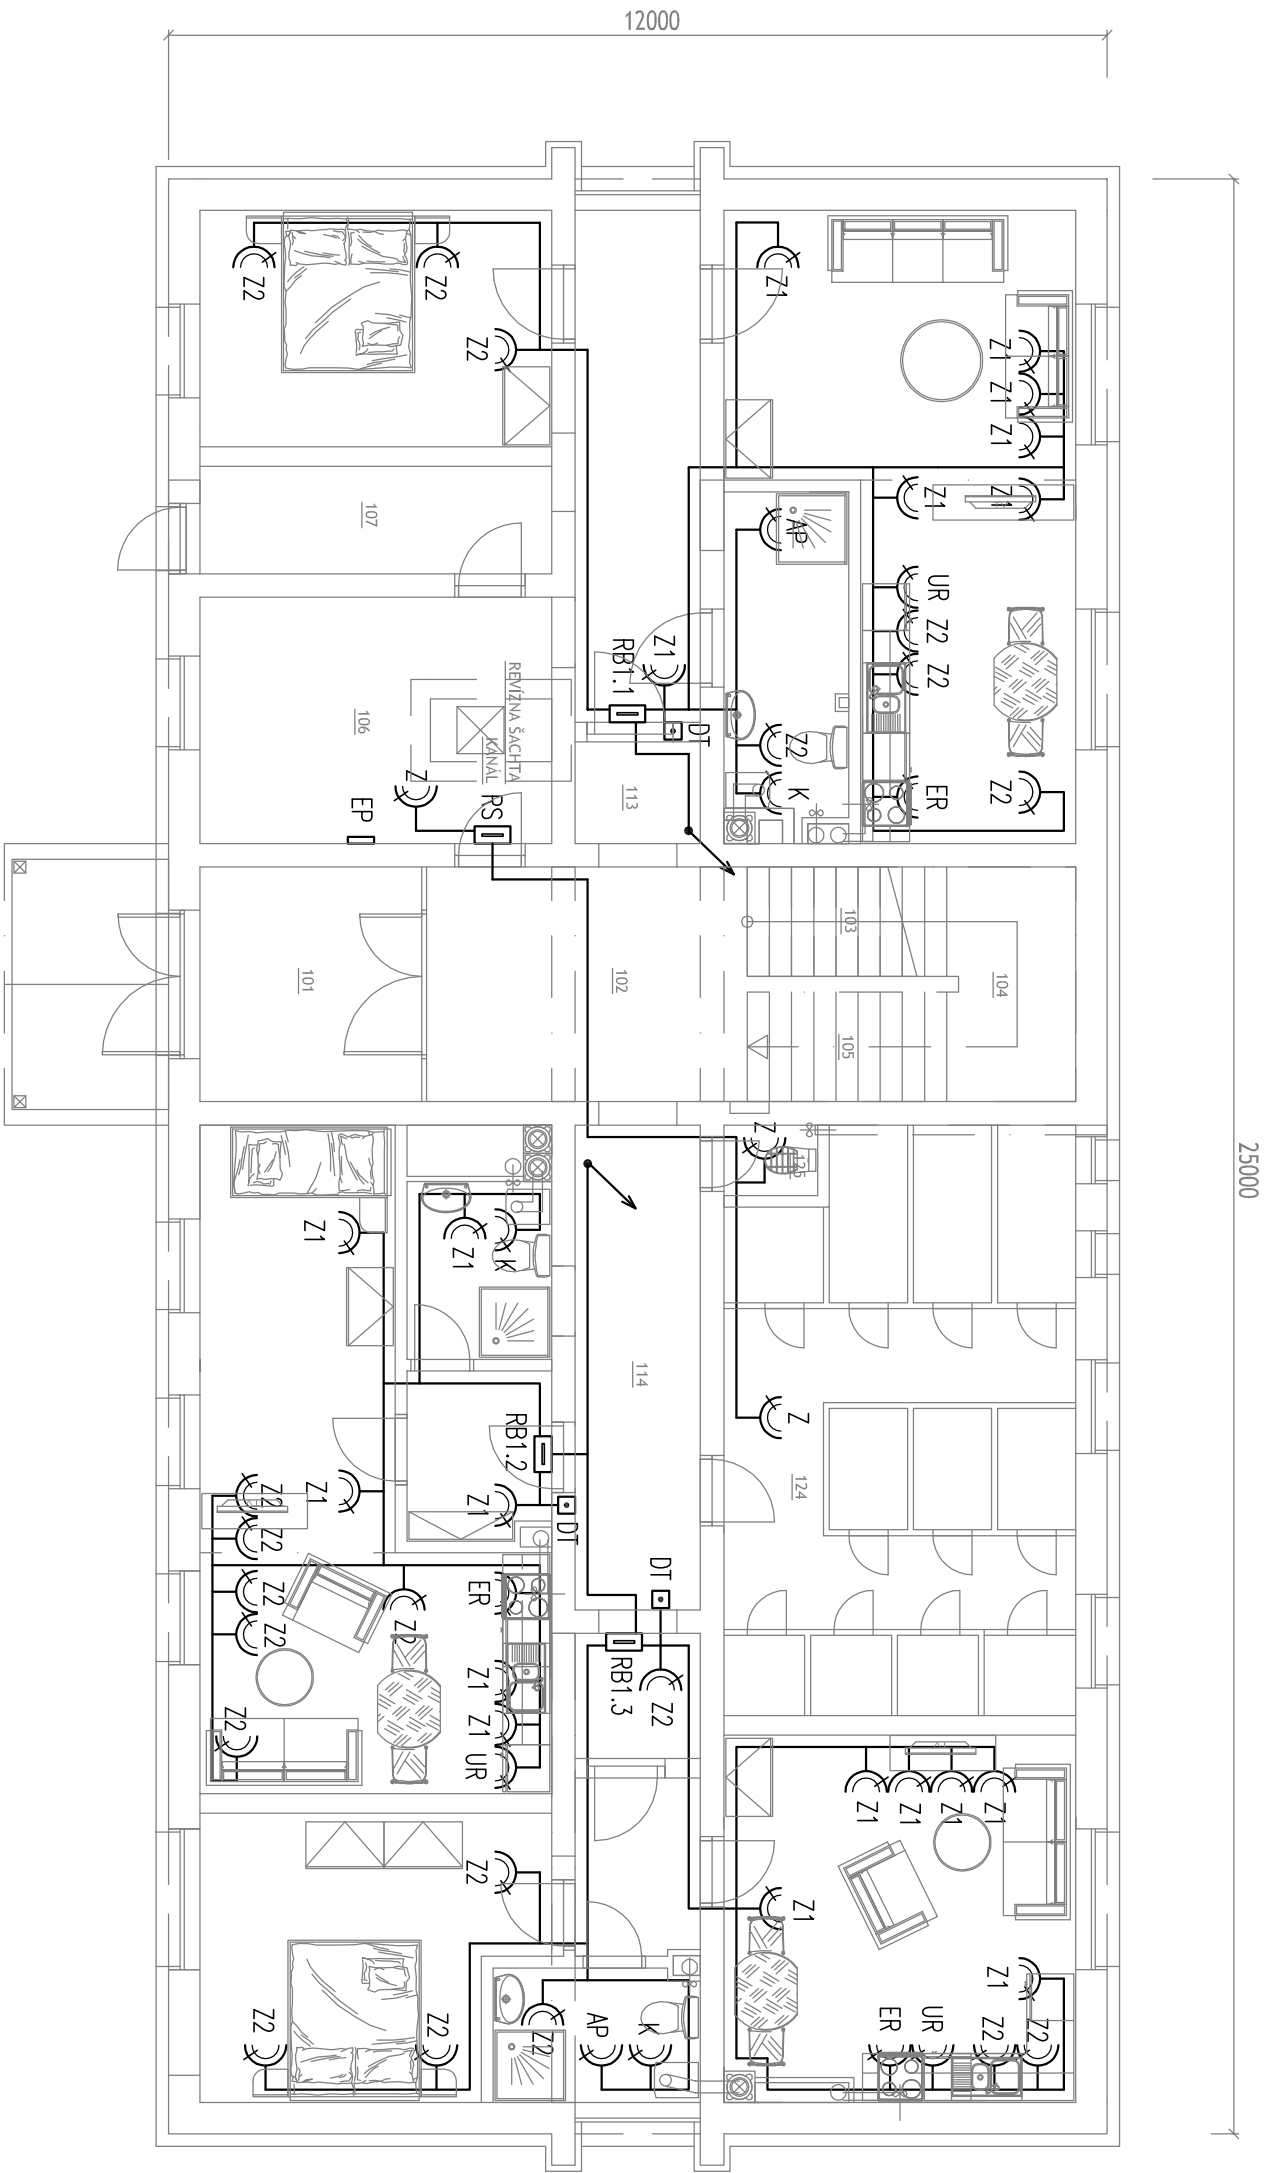 12000
25000
Z2
Z2
Z2
Z1
Z1
Z1
Z1
Z1
Z1
107
AP
UR
Z2
Z2
RB1.1
Z1
DT
REVÍZNA ŠACHTA
KANÁL
106
Z
RS
EP
113
Z2
K
ER
Z2
103
104
101
102
105
Z
125
Z1
Z1
K
114
RB1.2
Z
124
Z2
Z1
Z1
Z2
DT
DT
Z2
Z2
Z2
ER
Z1
Z1
UR
RB1.3
Z2
Z2
Z1
Z1
Z1
Z1
Z2
Z1
Z1
Z2
Z2
Z2
AP
K
ER
UR
Z2
Z2